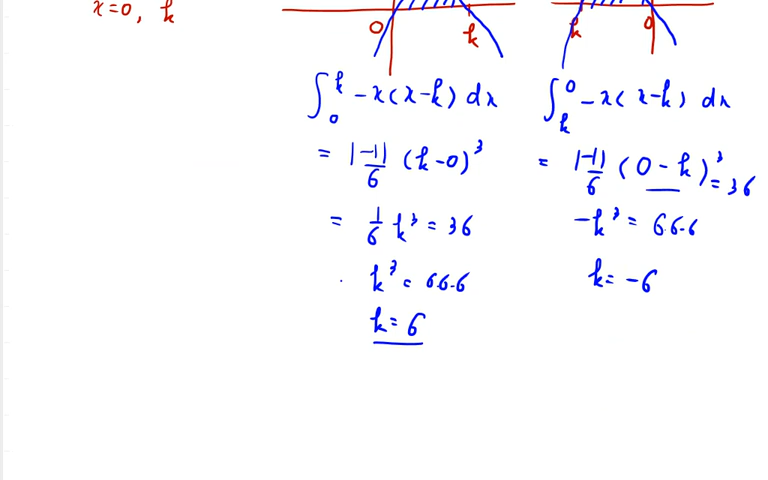 x=0, k
0 k
k 0
∫₀ᵏ -x(x-k) dx
= |-1|/6 (k-0)³
= 1/6 k³ = 36
k³ = 6·6·6
k = 6
∫ₖ⁰ -x(x-k) dx
= |-1|/6 (0-k)³ = 36
-k³ = 6·6·6
k = -6